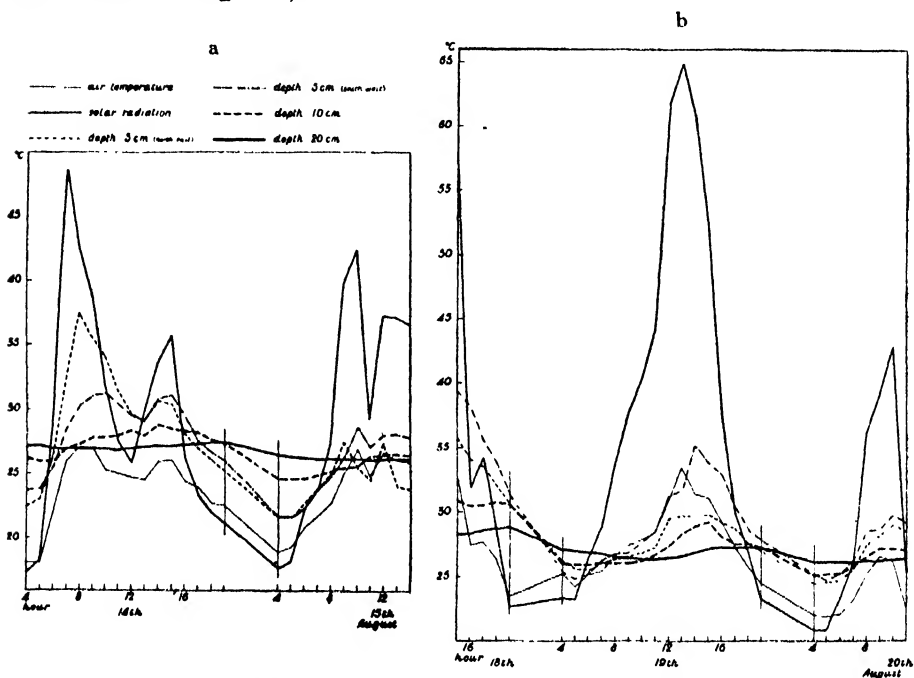 a
air temperature
solar radiation
depth 5 cm
depth 5 cm
depth 10 cm
depth 20 cm
°C
45
40
35
30
25
20
4 8 12 16 4 8 12
hour 14th 15th
August
b
°C
65
60
55
50
45
40
35
30
25
16 4 8 12 16 4 8
hour 18th 19th 20th
August